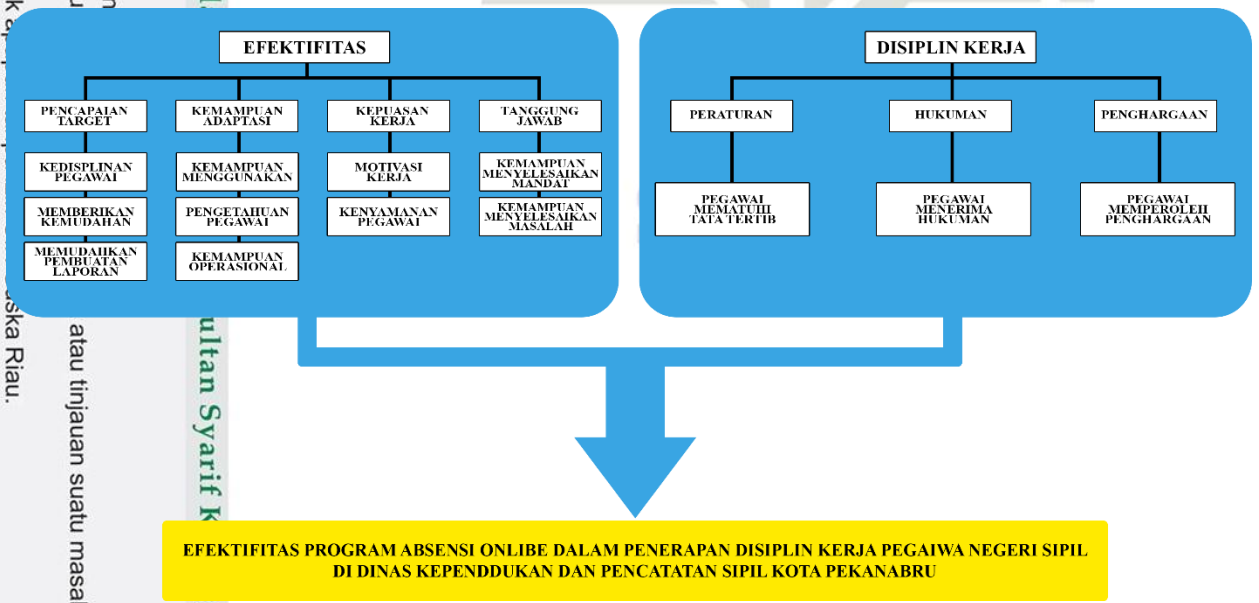 EFEKTIFITAS
PENCAPAIAN
TARGET
KEMAMPUAN
ADAPTASI
KEPUASAN
KERJA
TANGGUNG
JAWAB
KEDISPLINAN
PEGAWAI
KEMAMPUAN
MENGGUNAKAN
MOTIVASI
KERJA
KEMAMPUAN
MENYELESAIKAN
MANDAT
MEMBERIKAN
KEMUDAHAN
PENGETAHUAN
PEGAWAI
KENYAMANAN
PEGAWAI
KEMAMPUAN
MENYELESAIKAN
MASALAH
MEMUDAHKAN
PEMBUATAN
LAPORAN
KEMAMPUAN
OPERASIONAL
DISIPLIN KERJA
PERATURAN
HUKUMAN
PENGHARGAAN
PEGAWAI
MEMATUHI
TATA TERTIB
PEGAWAI
MENERIMA
HUKUMAN
PEGAWAI
MEMPEROLEH
PENGHARGAAN
EFEKTIFITAS PROGRAM ABSENSI ONLIBE DALAM PENERAPAN DISIPLIN KERJA PEGAIWA NEGERI SIPIL
DI DINAS KEPENDDUKAN DAN PENCATATAN SIPIL KOTA PEKANABRU
ultan Syarif K
atau tinjauan suatu masal
ska Riau.